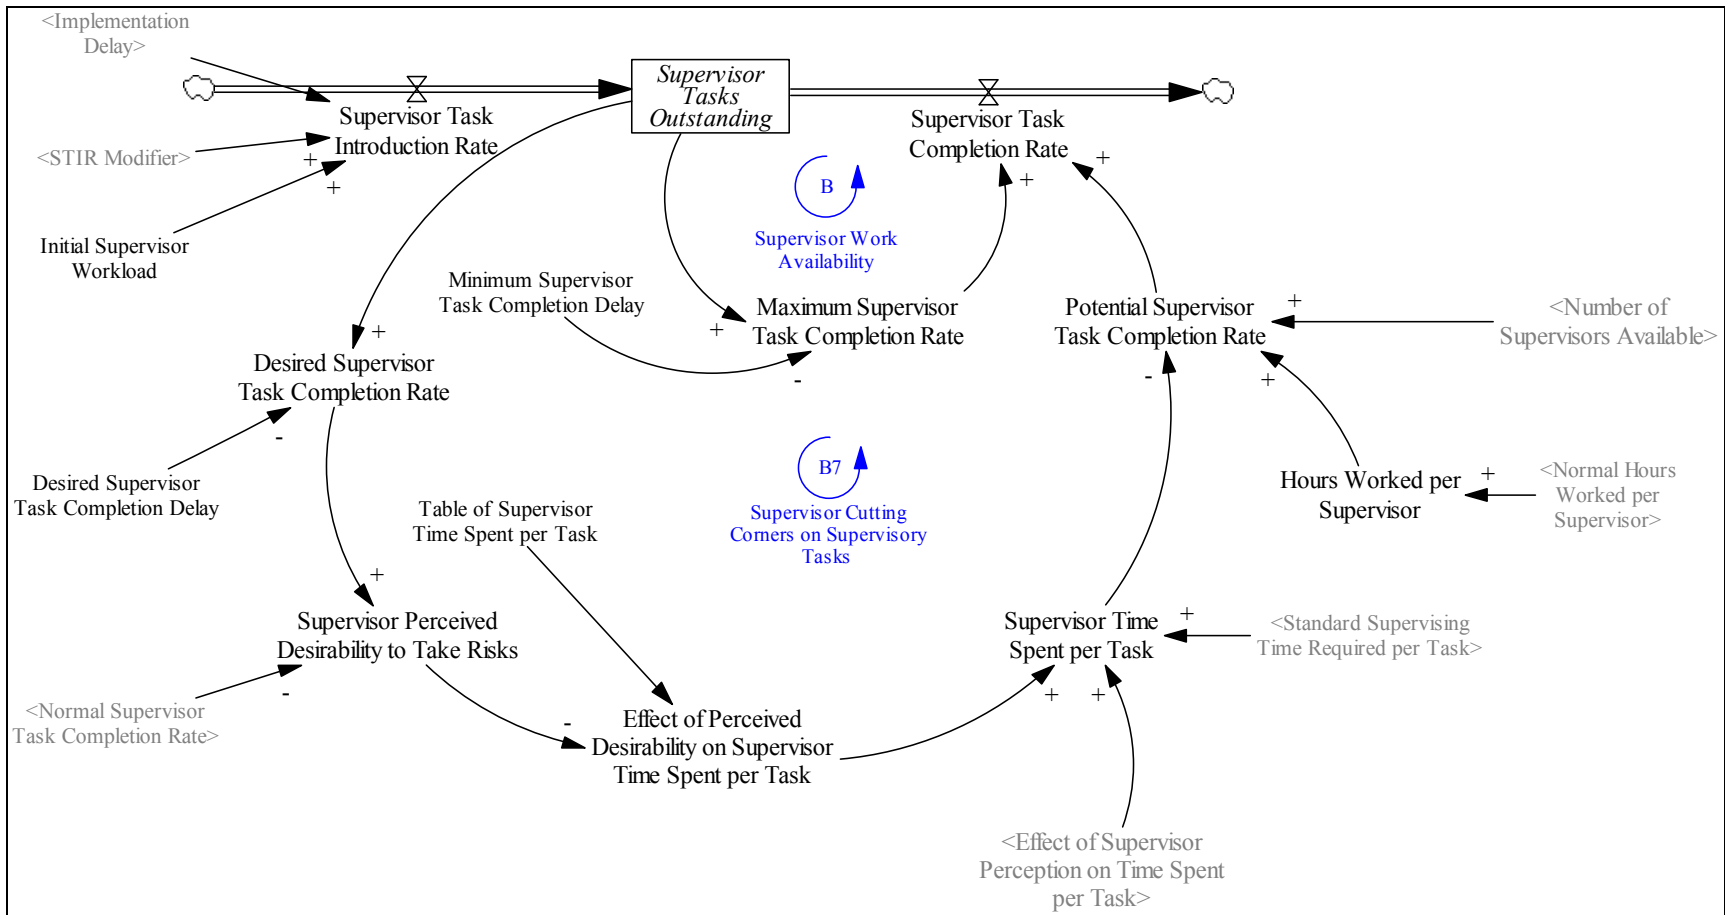 <Implementation
Delay>
Supervisor
Tasks
Outstanding
Supervisor Task
Introduction Rate
Supervisor Task
Completion Rate
<STIR Modifier>
+
+
+
+
B
Supervisor Work
Availability
Initial Supervisor
Workload
Minimum Supervisor
Task Completion Delay
Maximum Supervisor
Task Completion Rate
Potential Supervisor
Task Completion Rate
<Number of
Supervisors Available>
+
+
+
-
-
+
Desired Supervisor
Task Completion Rate
-
Desired Supervisor
Task Completion Delay
B7
Supervisor Cutting
Corners on Supervisory
Tasks
Hours Worked per
Supervisor
+
<Normal Hours
Worked per
Supervisor>
Table of Supervisor
Time Spent per Task
+
Supervisor Perceived
Desirability to Take Risks
Supervisor Time
Spent per Task
+
<Standard Supervising
Time Required per Task>
-
<Normal Supervisor
Task Completion Rate>
-
+
+
Effect of Perceived
Desirability on Supervisor
Time Spent per Task
<Effect of Supervisor
Perception on Time Spent
per Task>